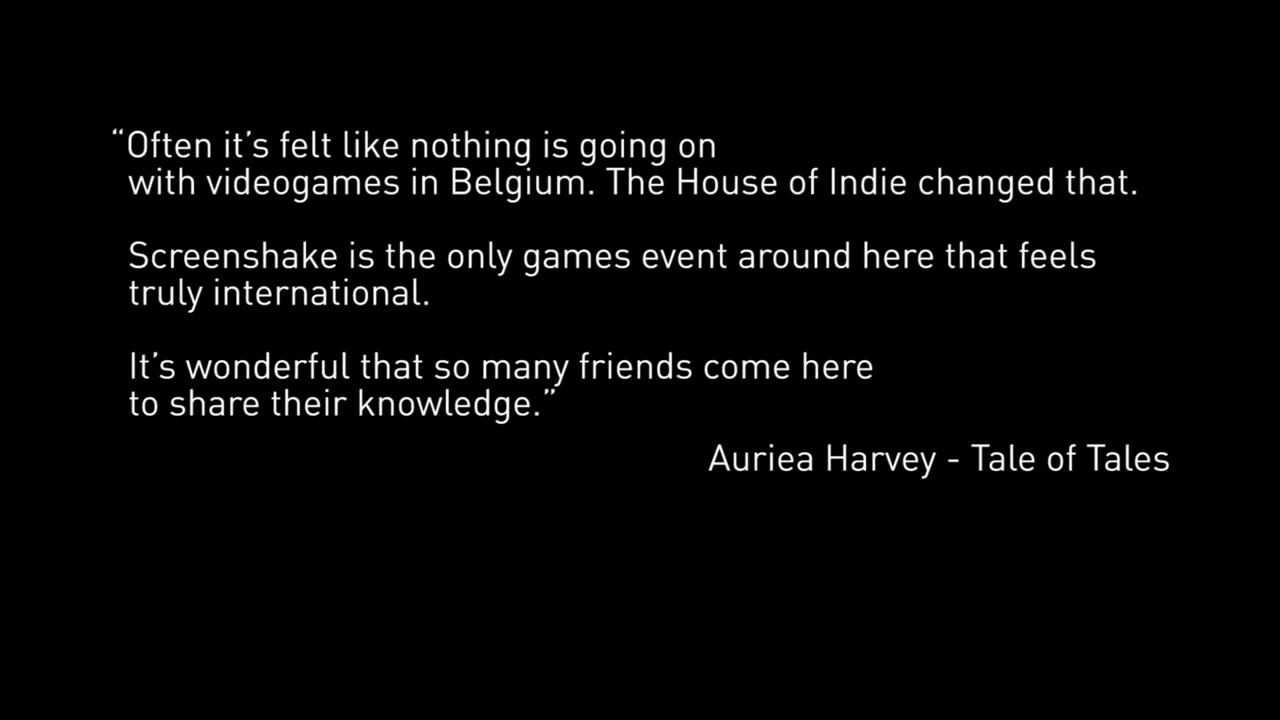 “Often it’s felt like nothing is going on
with videogames in Belgium. The House of Indie changed that.
Screenshake is the only games event around here that feels
truly international.
It’s wonderful that so many friends come here
to share their knowledge.”
Auriea Harvey - Tale of Tales